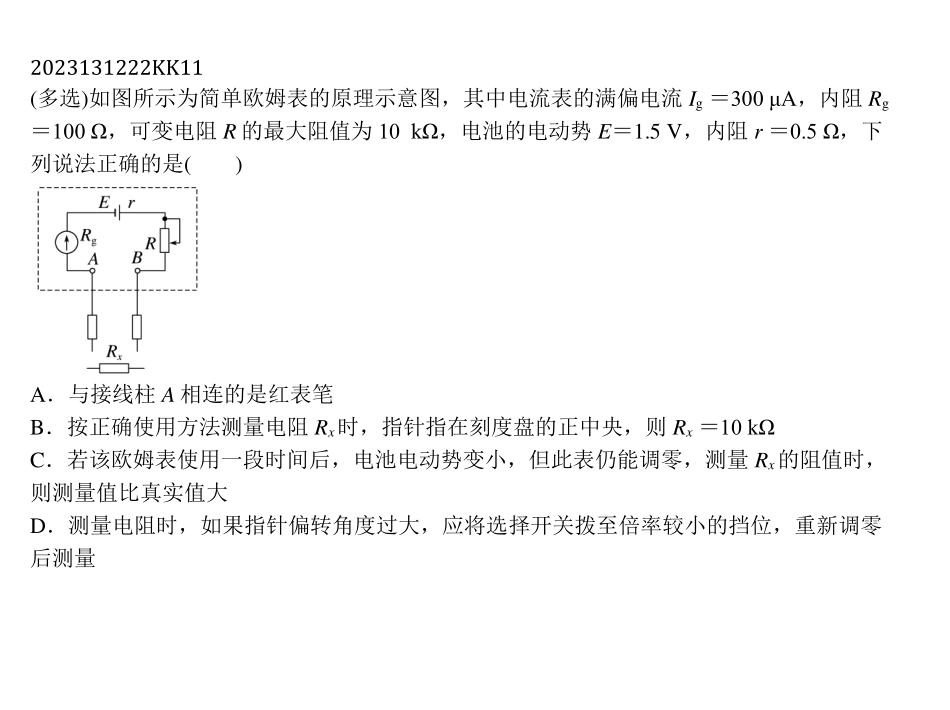 2023131222KK11
(多选)如图所示为简单欧姆表的原理示意图，其中电流表的满偏电流 Ig ＝300 μA，内阻 Rg
＝100 Ω，可变电阻 R 的最大阻值为 10 kΩ，电池的电动势 E＝1.5 V，内阻 r ＝0.5 Ω，下
列说法正确的是( )
E r
Rg
R
A B
Rx
A．与接线柱 A 相连的是红表笔
B．按正确使用方法测量电阻 Rx时，指针指在刻度盘的正中央，则 Rx ＝10 kΩ
C．若该欧姆表使用一段时间后，电池电动势变小，但此表仍能调零，测量 Rx的阻值时，
则测量值比真实值大
D．测量电阻时，如果指针偏转角度过大，应将选择开关拨至倍率较小的挡位，重新调零
后测量